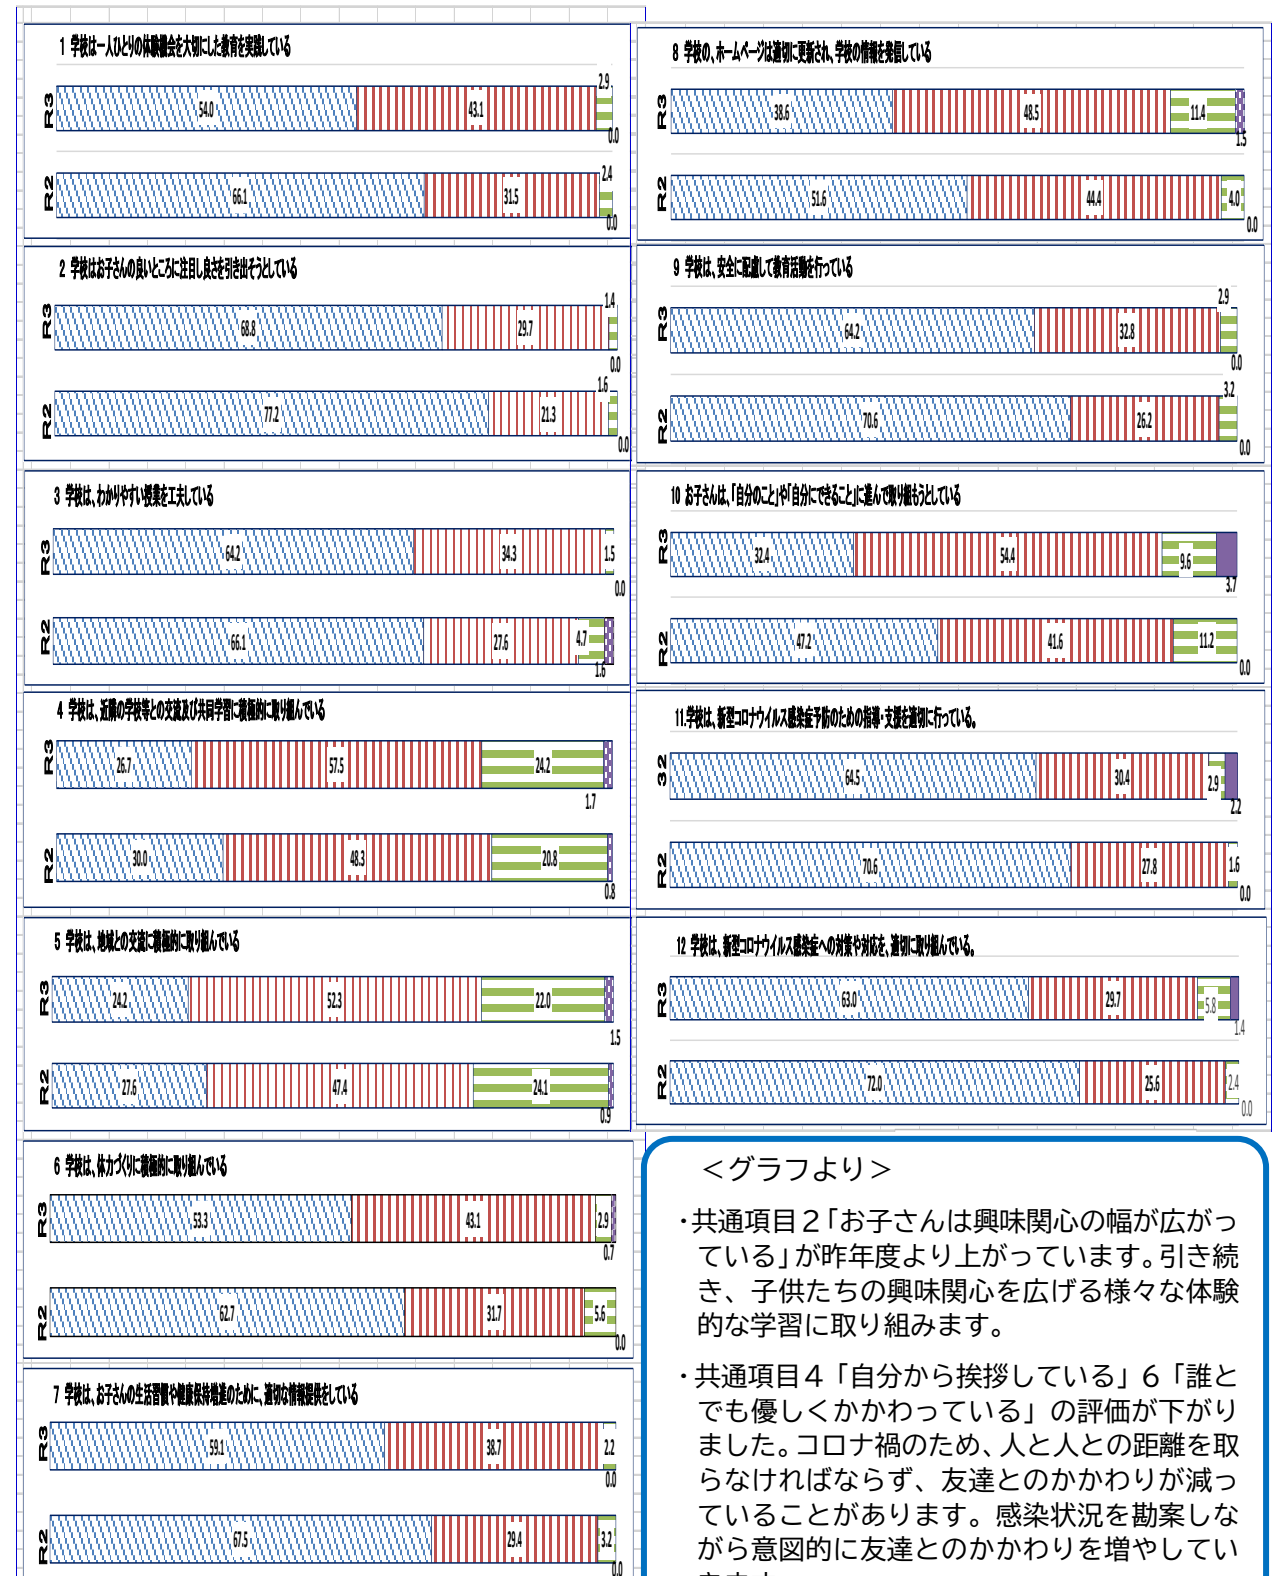 1 学校は一人ひとりの体験機会を大切にした教育を実践している
R3
54.0
43.1
2.9
0.0
R2
66.1
31.5
2.4
0.0
2 学校はお子さんの良いところに注目し良さを引き出そうとしている
R3
68.8
29.7
1.4
0.0
R2
77.2
21.3
1.6
0.0
3 学校は、わかりやすい授業を工夫している
R3
64.2
34.3
1.5
0.0
R2
66.1
27.6
4.7
1.6
4 学校は、近隣の学校等との交流及び共同学習に積極的に取り組んでいる
R3
26.7
57.5
24.2
1.7
R2
30.0
48.3
20.8
0.8
5 学校は、地域との交流に積極的に取り組んでいる
R3
24.2
52.3
22.0
1.5
R2
27.6
47.4
24.1
0.9
6 学校は、体力づくりに積極的に取り組んでいる
R3
53.3
43.1
2.9
0.7
R2
62.7
31.7
5.6
0.0
7 学校は、お子さんの生活習慣や健康保持増進のために、適切な情報提供をしている
R3
59.1
38.7
2.2
0.0
R2
67.5
29.4
3.2
0.0
8 学校の、ホームページは適切に更新され、学校の情報を発信している
R3
38.6
48.5
11.4
1.5
R2
51.6
44.4
4.0
0.0
9 学校は、安全に配慮して教育活動を行っている
R3
64.2
32.8
2.9
0.0
R2
70.6
26.2
3.2
0.0
10 お子さんは、「自分のこと」や「自分にできること」に進んで取り組もうとしている
R3
32.4
54.4
9.6
3.7
R2
47.2
41.6
11.2
0.0
11.学校は、新型コロナウイルス感染症予防のための指導・支援を適切に行っている。
3.2
64.5
30.4
2.9
2.2
R2
70.6
27.8
1.6
0.0
12 学校は、新型コロナウイルス感染症への対策や対応を、適切に取り組んでいる。
R3
63.0
29.7
5.8
1.4
R2
72.0
25.6
2.4
0.0
＜グラフより＞
・共通項目２「お子さんは興味関心の幅が広がっ
ている」が昨年度より上がっています。引き続
き、子供たちの興味関心を広げる様々な体験
的な学習に取り組みます。
・共通項目４「自分から挨拶している」６「誰と
でも優しくかかわっている」の評価が下がり
ました。コロナ禍のため、人と人との距離を取
らなければならず、友達とのかかわりが減っ
ていることがあります。感染状況を勘案しな
がら意図的に友達とのかかわりを増やしてい